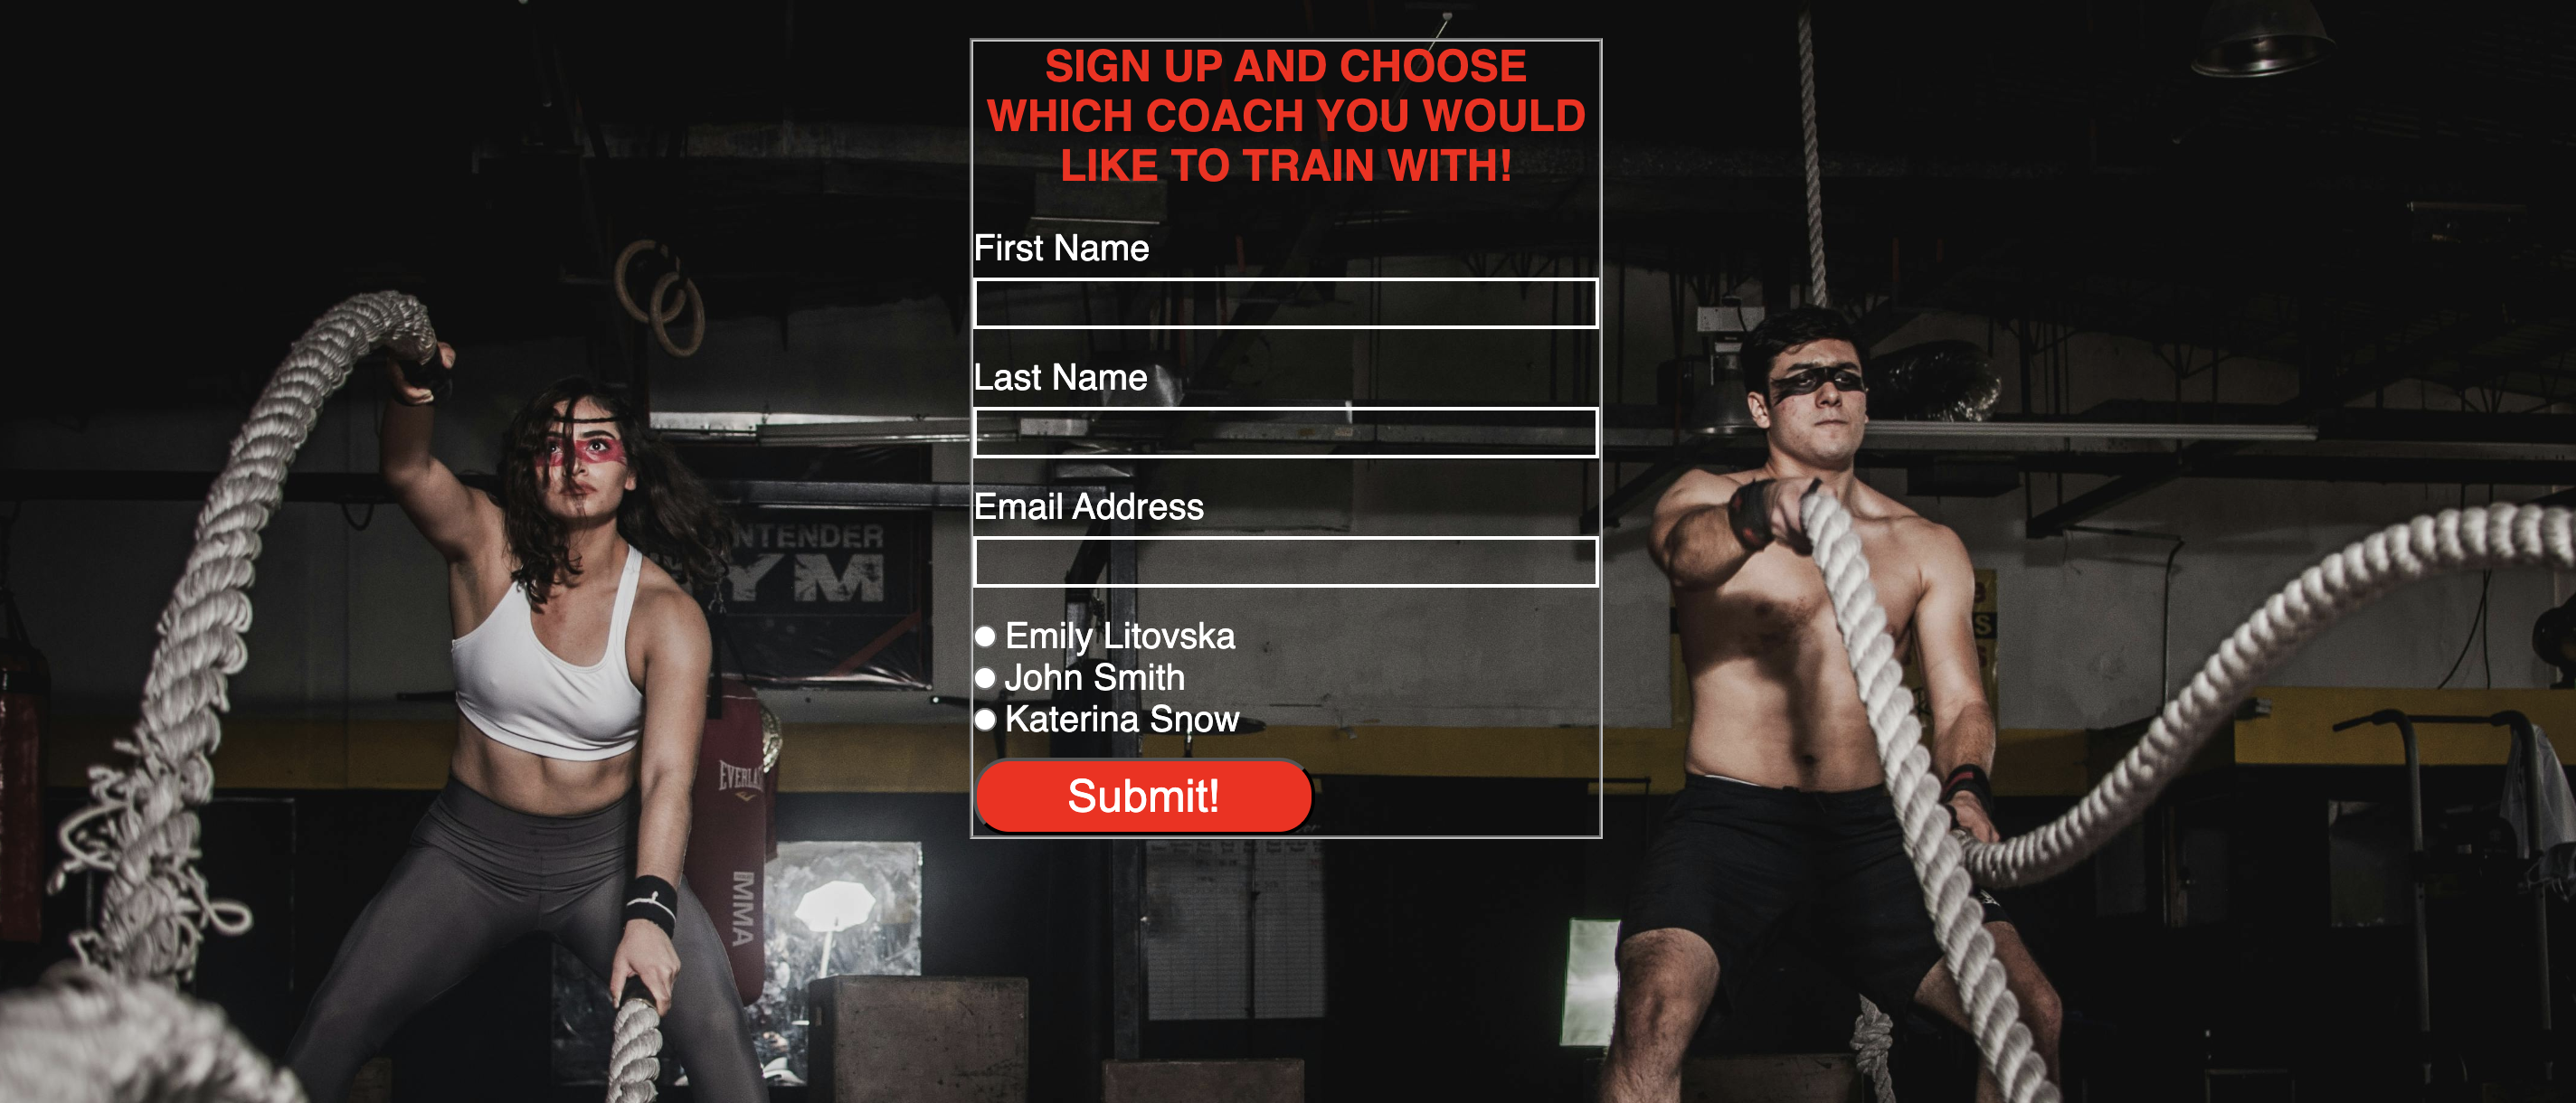 SIGN UP AND CHOOSE
WHICH COACH YOU WOULD
LIKE TO TRAIN WITH!
First Name
Last Name
Email Address
Emily Litovska
John Smith
Katerina Snow
Submit!
NTENDER
YM
EVERLA
MMA